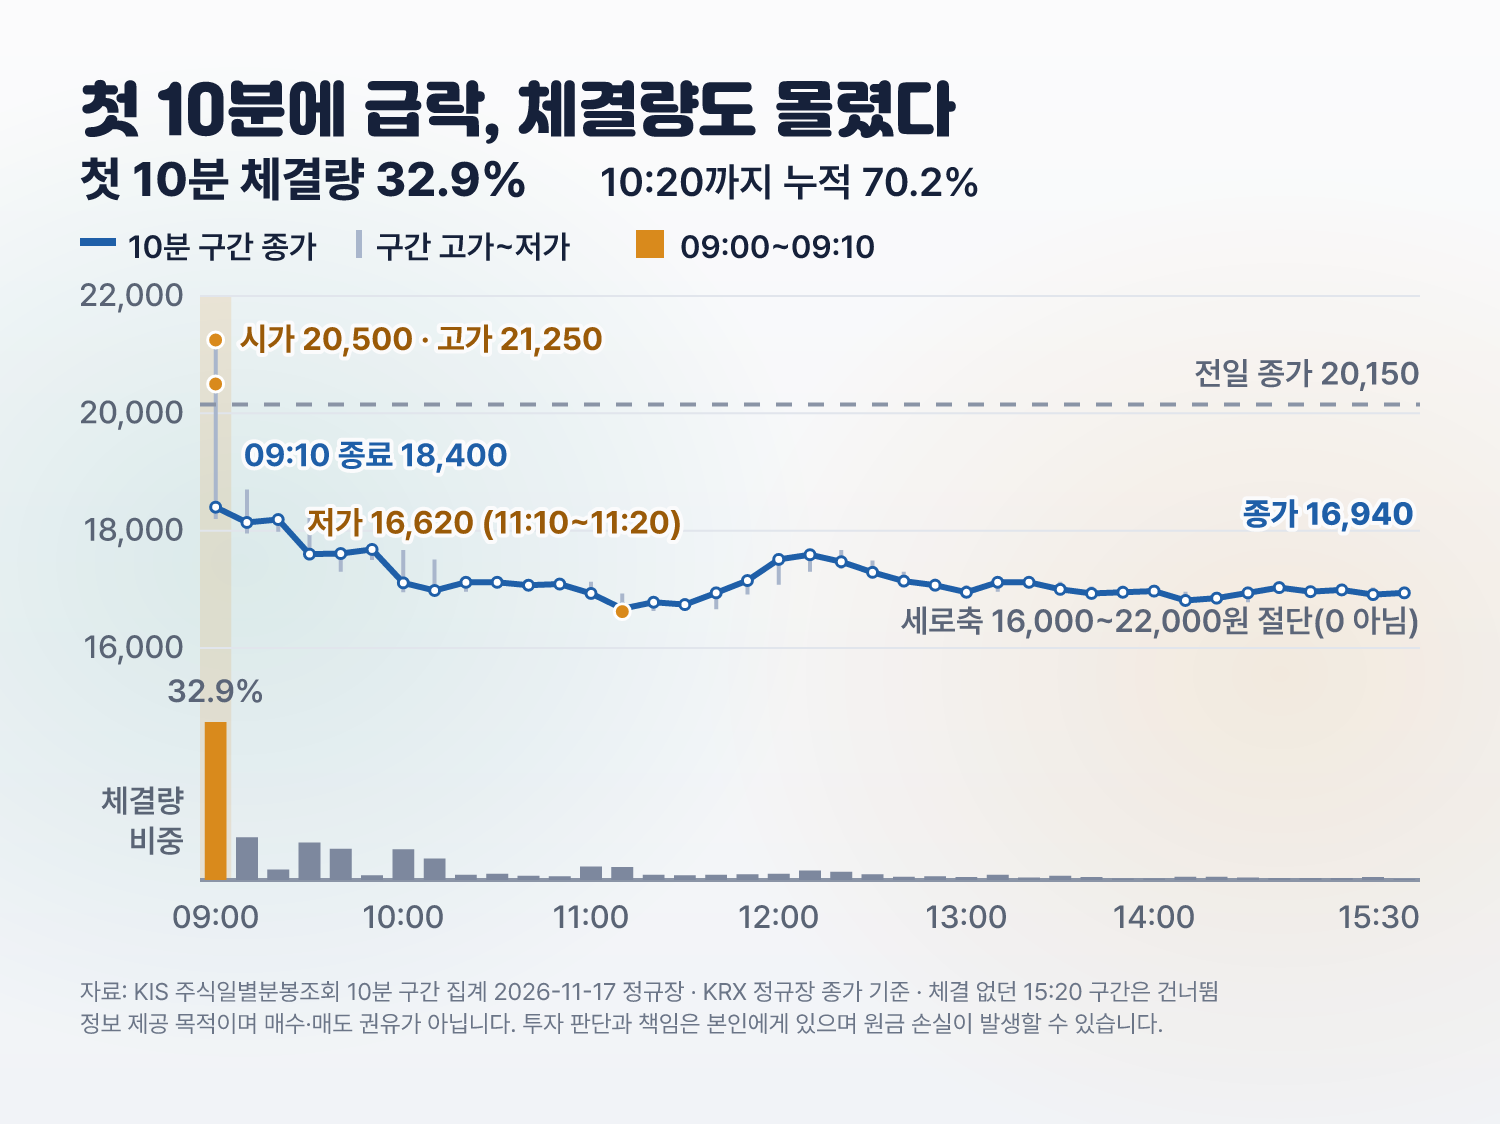 첫 10분에 급락, 체결량도 몰렸다
첫 10분 체결량 32.9%
10:20까지 누적 70.2%
10분 구간 종가
구간 고가~저가
09:00~09:10
22,000
시가 20,500 · 고가 21,250
전일 종가 20,150
20,000
09:10 종료 18,400
저가 16,620 (11:10~11:20)
종가 16,940
18,000
세로축 16,000~22,000원 절단(0 아님)
16,000
32.9%
체결량
비중
09:00 10:00 11:00 12:00 13:00 14:00 15:30
자료: KIS 주식일별분봉조회 10분 구간 집계 2026-11-17 정규장 · KRX 정규장 종가 기준 · 체결 없던 15:20 구간은 건너뜀
정보 제공 목적이며 매수·매도 권유가 아닙니다. 투자 판단과 책임은 본인에게 있으며 원금 손실이 발생할 수 있습니다.